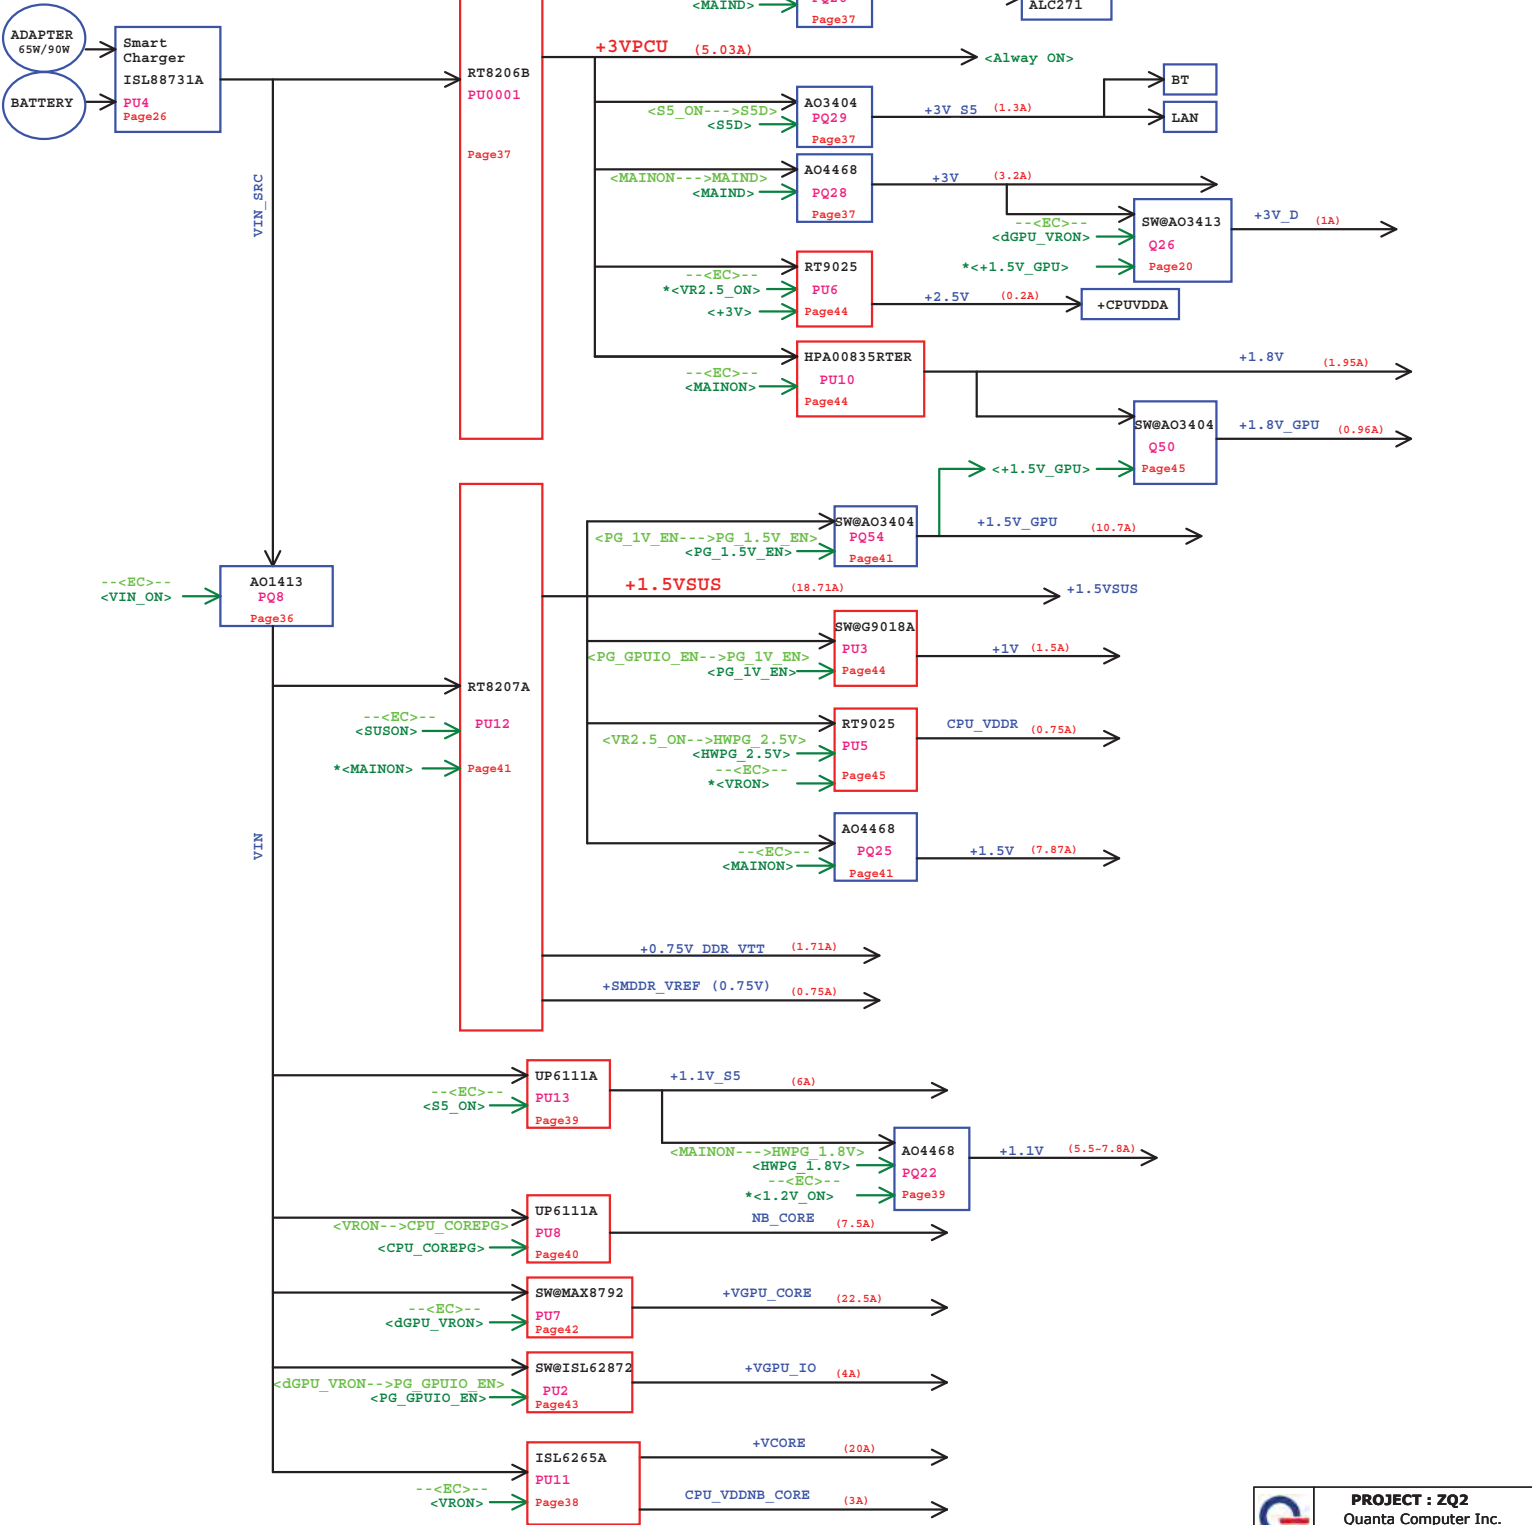 <MAIND>
Page37
ALC271
ADAPTER
65W/90W
BATTERY
Smart
Charger
ISL88731A
PU4
Page26
RT8206B
PU0001
Page37
+3VPCU (5.03A)
<Alway ON>
<S5_ON--->S5D>
<S5D>
AO3404
PQ29
Page37
+3V_S5 (1.3A)
BT
LAN
<MAINON--->MAIND>
<MAIND>
AO4468
PQ28
Page37
+3V (3.2A)
--<EC>--
<dGPU_VRON>
*<+1.5V_GPU>
SW@AO3413
Q26
Page20
+3V_D (1A)
--<EC>--
*<VR2.5_ON>
<+3V>
RT9025
PU6
Page44
+2.5V (0.2A)
+CPUVDDA
--<EC>--
<MAINON>
HPA00835RTER
PU10
Page44
+1.8V (1.95A)
SW@AO3404
Q50
Page45
+1.8V_GPU (0.96A)
<+1.5V_GPU>
VIN_SRC
--<EC>--
<VIN_ON>
AO1413
PQ8
Page36
<PG_1V_EN--->PG_1.5V_EN>
<PG_1.5V_EN>
SW@AO3404
PQ54
Page41
+1.5V_GPU (10.7A)
+1.5VSUS (18.71A)
+1.5VSUS
<PG_GPUIO_EN-->PG_1V_EN>
<PG_1V_EN>
SW@G9018A
PU3
Page44
+1V (1.5A)
RT8207A
PU12
Page41
--<EC>--
<SUSON>
*<MAINON>
<VR2.5_ON-->HWPG_2.5V>
<HWPG_2.5V>
--<EC>--
*<VRON>
RT9025
PU5
Page45
CPU_VDDR (0.75A)
VIN
--<EC>--
<MAINON>
AO4468
PQ25
Page41
+1.5V (7.87A)
+0.75V_DDR_VTT (1.71A)
+SMDDR_VREF (0.75V) (0.75A)
--<EC>--
<S5_ON>
UP6111A
PU13
Page39
+1.1V_S5 (6A)
<MAINON--->HWPG_1.8V>
<HWPG_1.8V>
--<EC>--
*<1.2V_ON>
AO4468
PQ22
Page39
+1.1V (5.5~7.8A)
<VRON-->CPU_COREPG>
<CPU_COREPG>
UP6111A
PU8
Page40
NB_CORE (7.5A)
--<EC>--
<dGPU_VRON>
SW@MAX8792
PU7
Page42
+VGPU_CORE (22.5A)
<dGPU_VRON-->PG_GPUIO_EN>
<PG_GPUIO_EN>
SW@ISL62872
PU2
Page43
+VGPU_IO (4A)
--<EC>--
<VRON>
ISL6265A
PU11
Page38
+VCORE (20A)
CPU_VDDNB_CORE (3A)
PROJECT : ZQ2
Quanta Computer Inc.